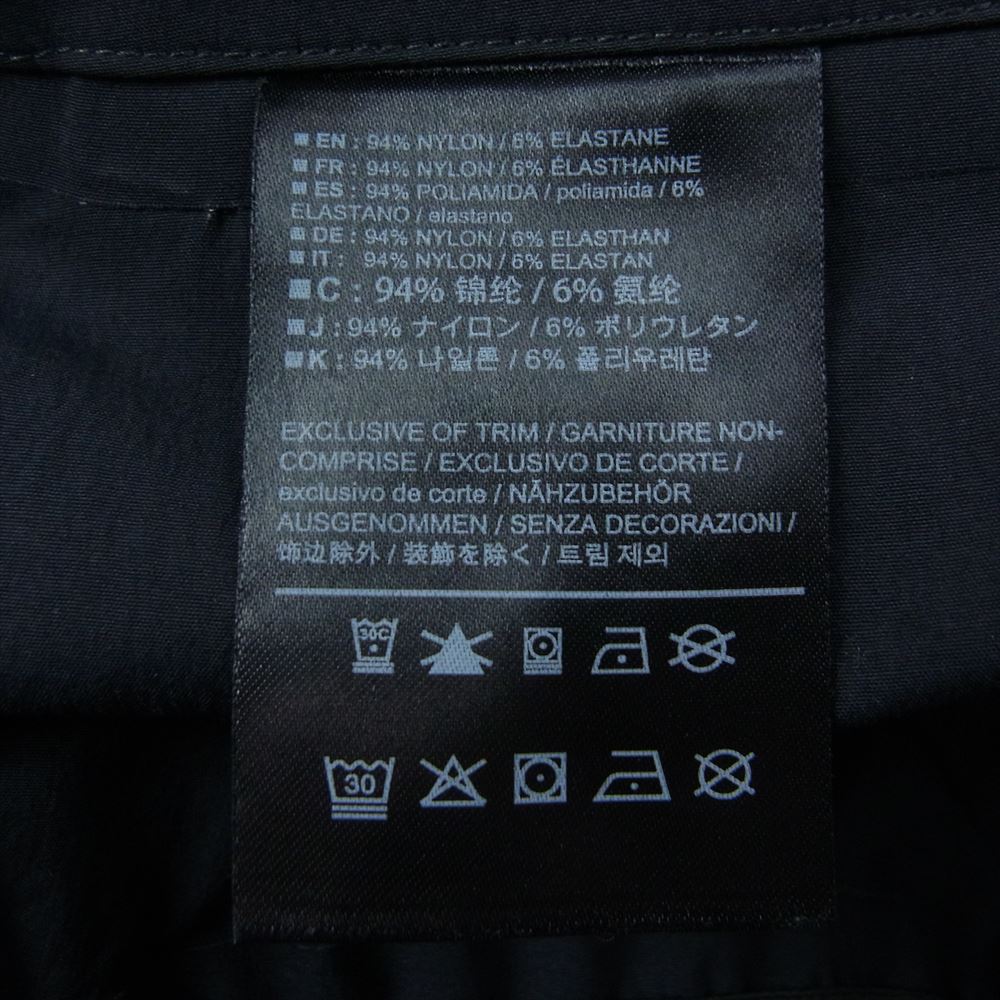 ■ EN : 94% NYLON / 6% ELASTANE
■ FR : 94% NYLON / 6% ÉLASTHANNE
■ ES : 94% POLIAMIDA / poliamida / 6%
ELASTANO / elastano
■ DE : 94% NYLON / 6% ELASTHAN
■ IT : 94% NYLON / 6% ELASTAN
■ C : 94% 锦纶 / 6% 氨纶
■ J : 94% ナイロン / 6% ポリウレタン
■ K : 94% 나일론 / 6% 폴리우레탄
EXCLUSIVE OF TRIM / GARNITURE NON-
COMPRISE / EXCLUSIVO DE CORTE /
exclusivo de corte / NÄHZUBEHÖR
AUSGENOMMEN / SENZA DECORAZIONI /
饰边除外 / 装飾を除く / 트림 제외
30C
30